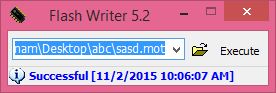 Flash Writer 5.2
nam\Desktop\abc\sasd.mot Execute
Successful [11/2/2015 10:06:07 AM]